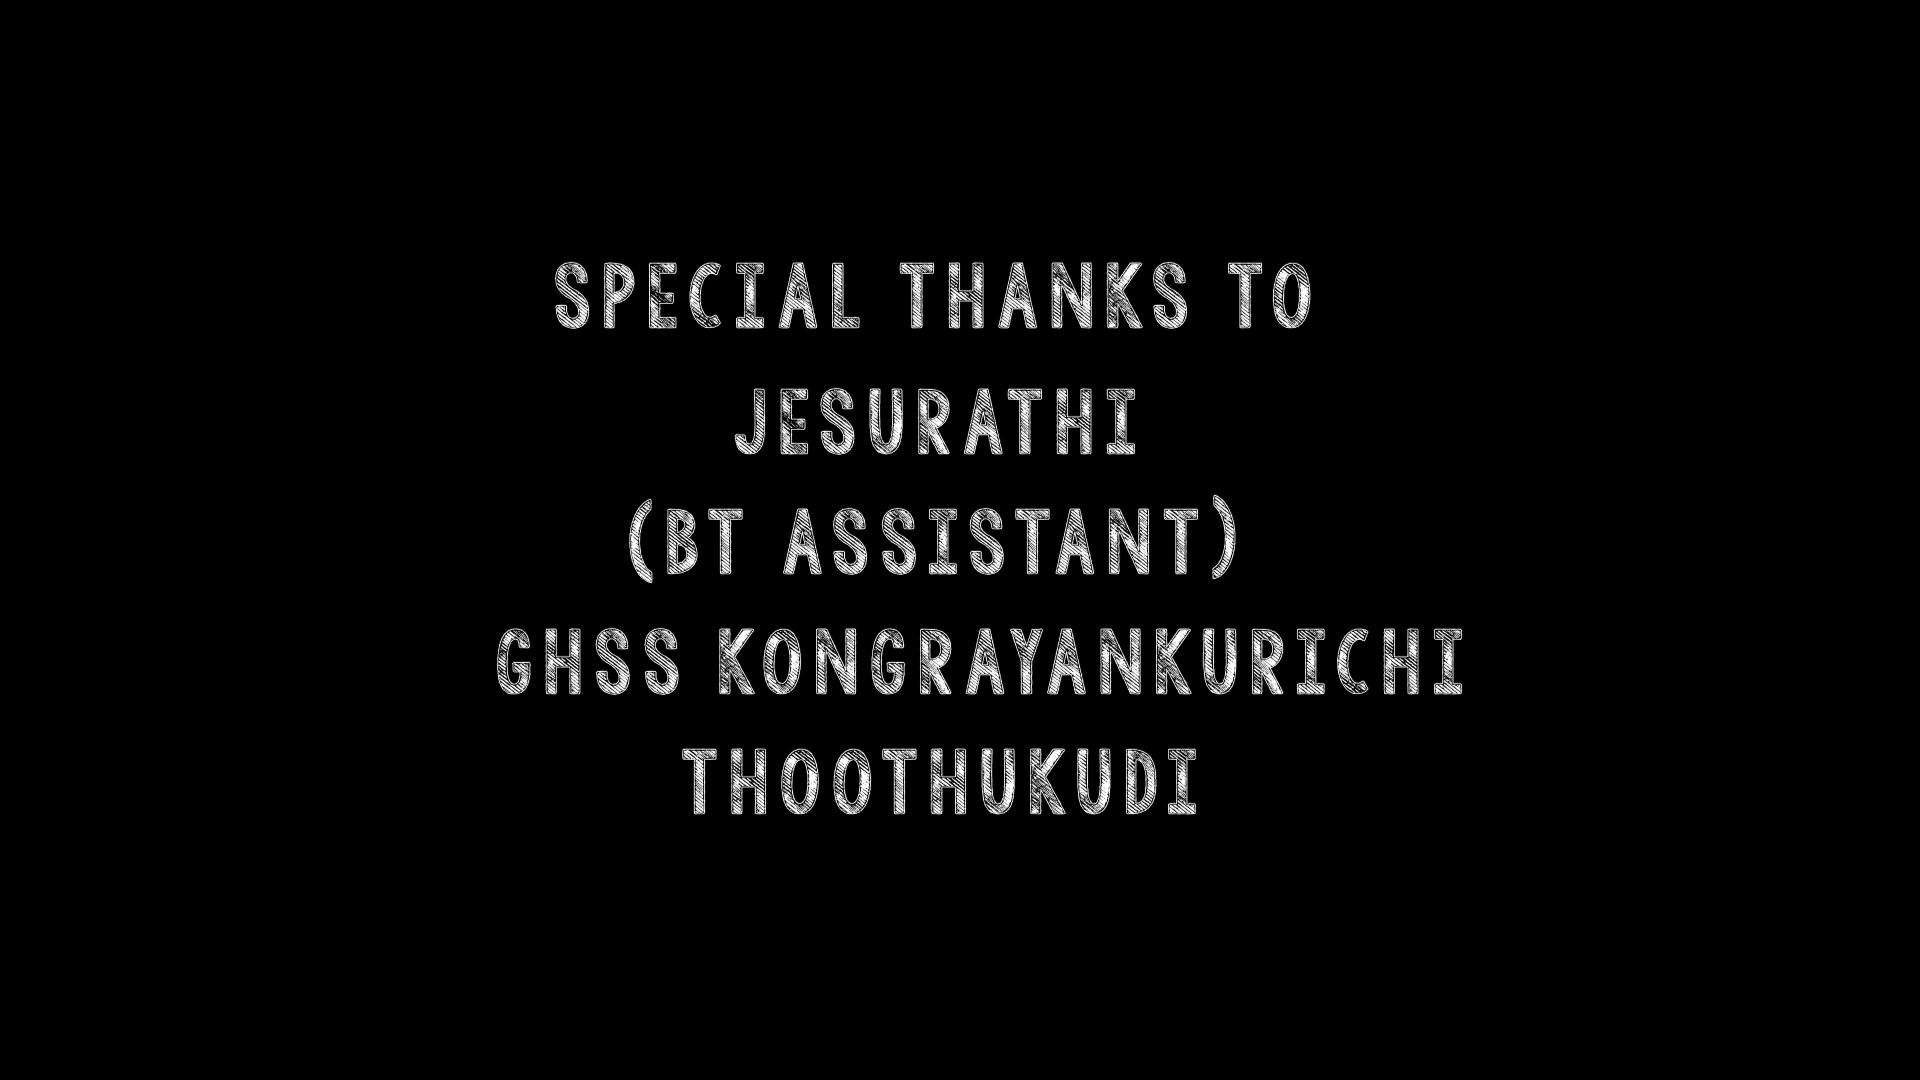 SPECIAL THANKS TO
JESURATHI
(BT ASSISTANT)
GHSS KONGRAYANKURICHI
THOOTHUKUDI